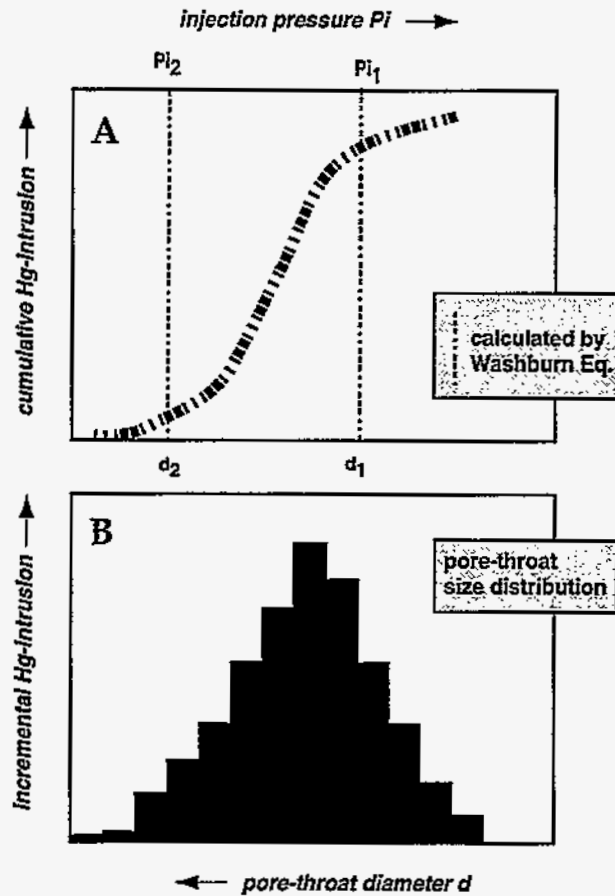 injection pressure Pi
Pi2 Pi1
A
cumulative Hg-Intrusion
calculated by
Washburn Eq.
d2 d1
B
Incremental Hg-Intrusion
pore-throat
size distribution
pore-throat diameter d